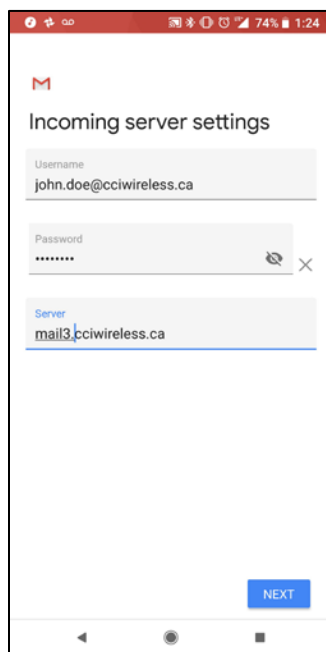 74% 1:24
Incoming server settings
Username
john.doe@cciwireless.ca
Password
••••••••
Server
mail3.cciwireless.ca
NEXT